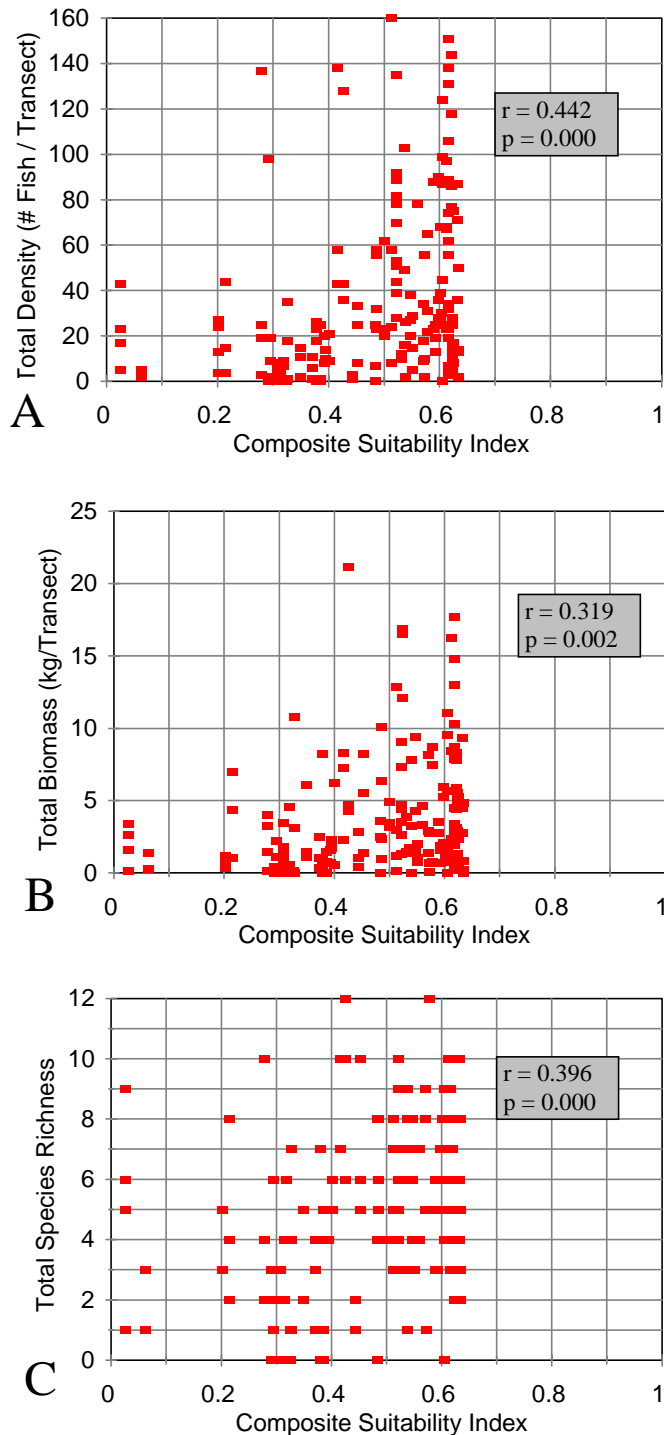 160
140
120
100
80
60
40
20
0
Total Density (# Fish / Transect)
r = 0.442
p = 0.000
0 0.2 0.4 0.6 0.8 1
Composite Suitability Index
A
25
20
15
10
5
0
Total Biomass (kg/Transect)
r = 0.319
p = 0.002
0 0.2 0.4 0.6 0.8 1
Composite Suitability Index
B
12
10
8
6
4
2
0
Total Species Richness
r = 0.396
p = 0.000
0 0.2 0.4 0.6 0.8 1
Composite Suitability Index
C